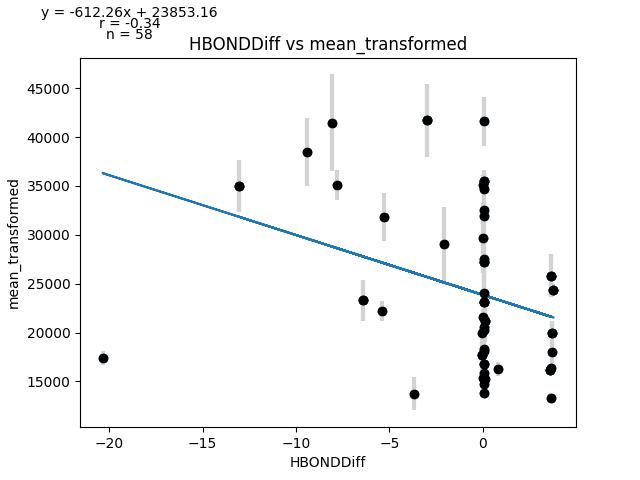 y = -612.26x + 23853.16
r = -0.34
n = 58
HBONDDiff vs mean_transformed
mean_transformed
45000
40000
35000
30000
25000
20000
15000
−20
−15
−10
−5
0
HBONDDiff